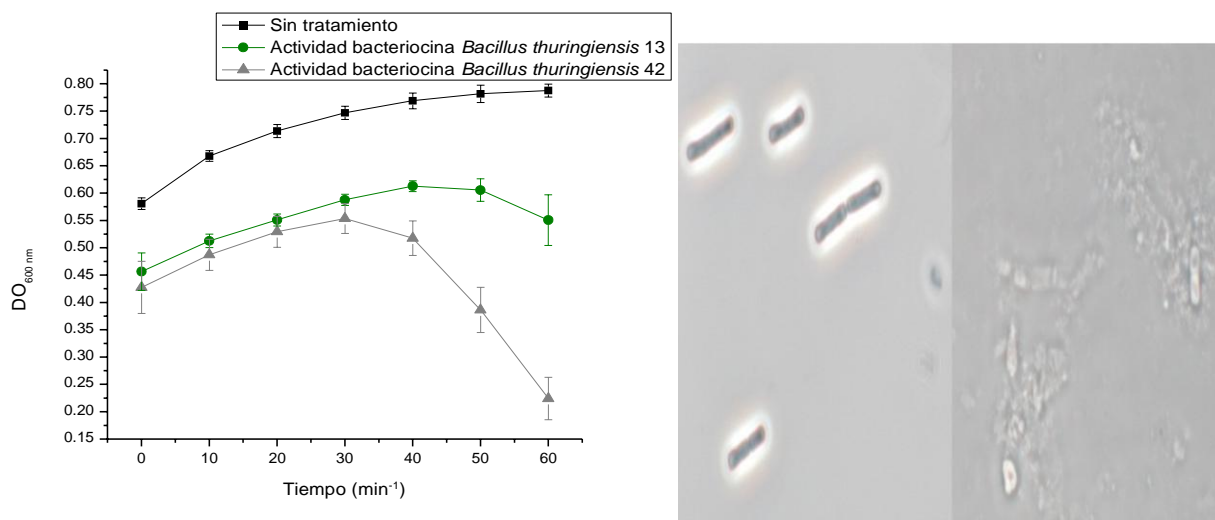 Sin tratamiento
Actividad bacteriocina Bacillus thuringiensis 13
Actividad bacteriocina Bacillus thuringiensis 42
0.80
0.75
0.70
0.65
0.60
0.55
0.50
0.45
0.40
0.35
0.30
0.25
0.20
0.15
DO600 nm
0 10 20 30 40 50 60
Tiempo (min-1)